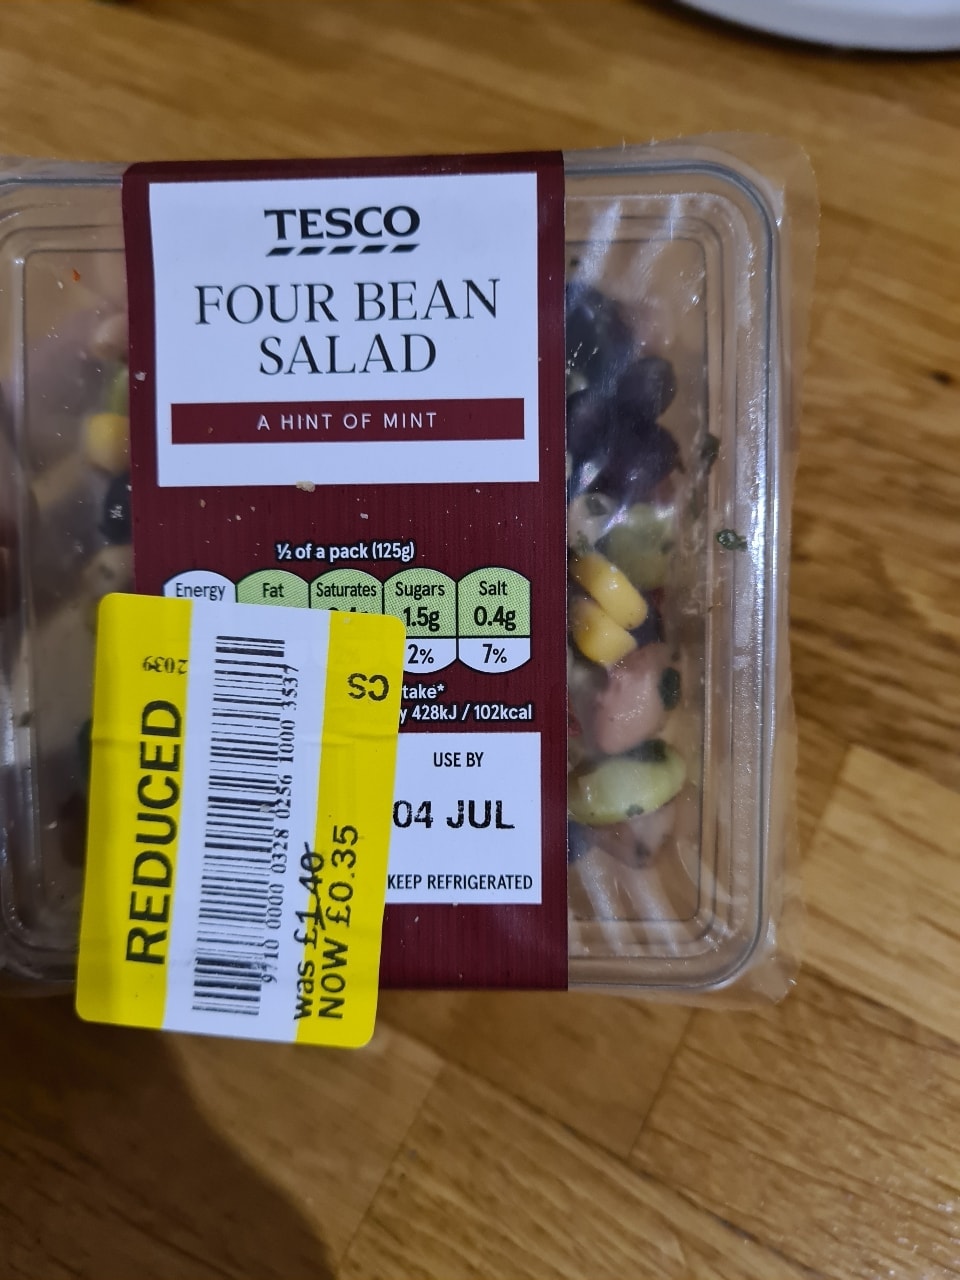 TESCO
FOUR BEAN
SALAD
A HINT OF MINT
½ of a pack (125g)
Energy Fat Saturates Sugars Salt
1.5g 0.4g
2% 7%
take*
y 428kJ / 102kcal
USE BY
04 JUL
KEEP REFRIGERATED
REDUCED
2039
9710 0000 0328 0256 1000 3537
CS
was £1.40
NOW £0.35